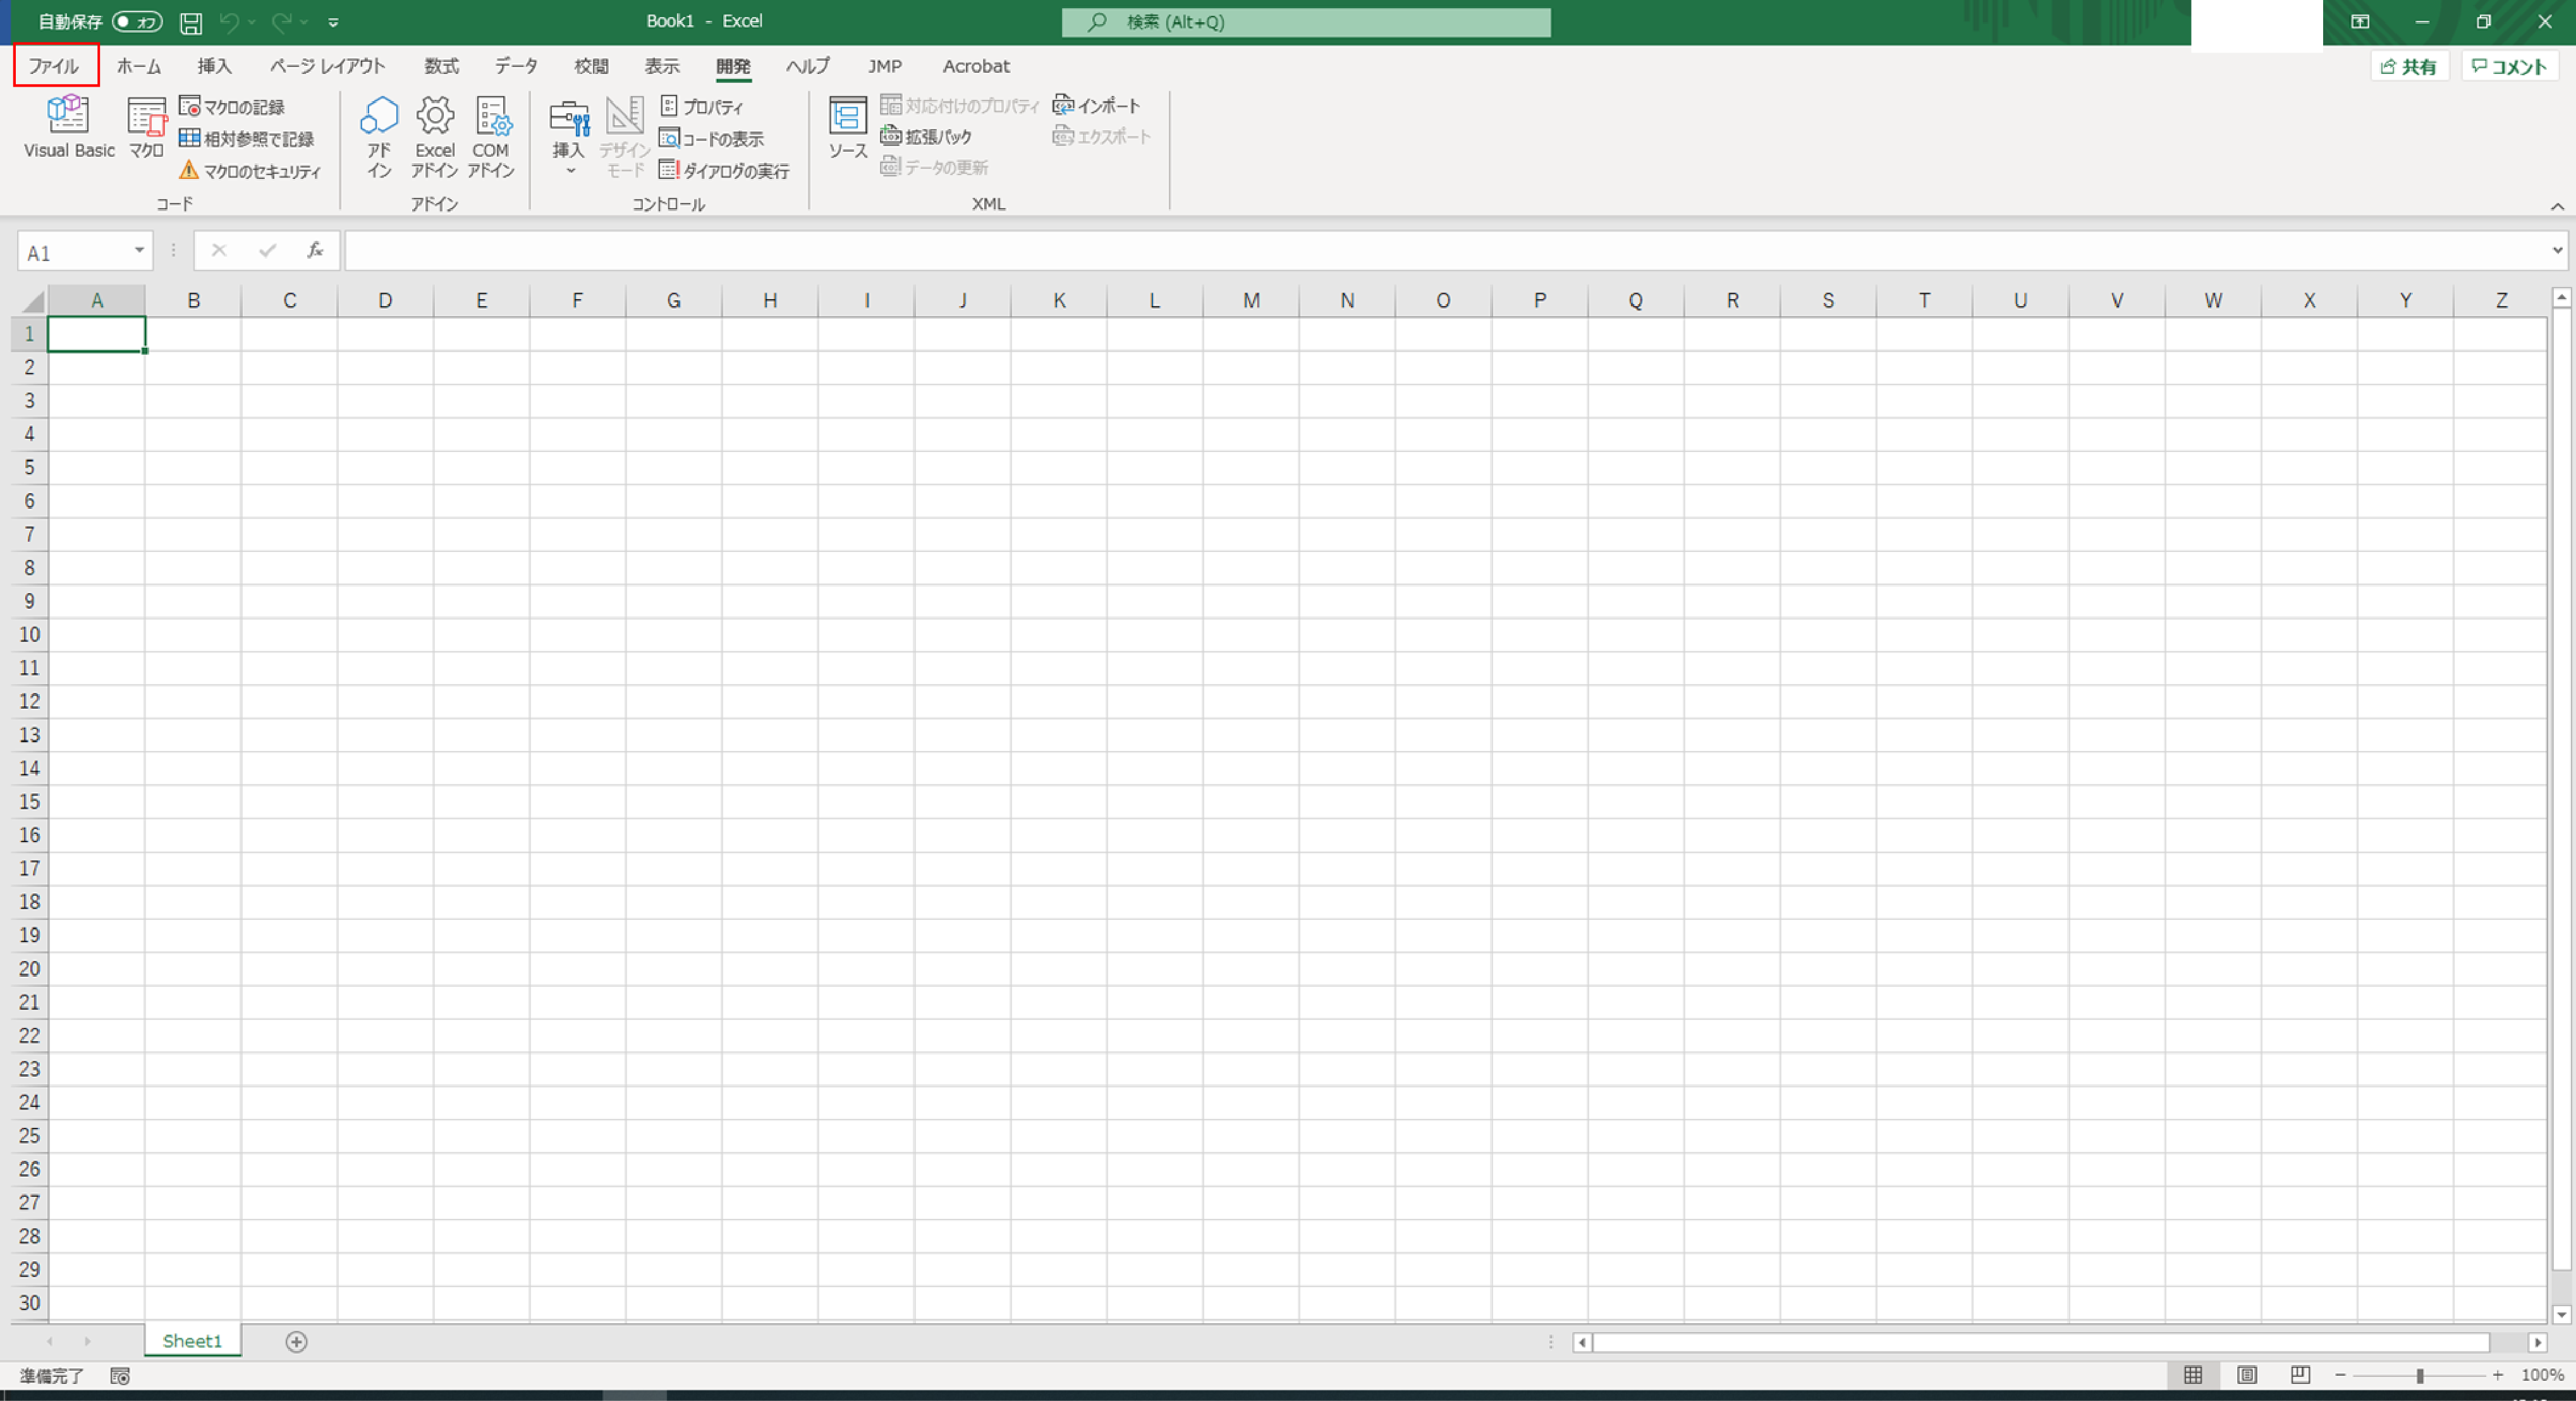 自動保存 オフ Book1 - Excel 検索 (Alt+Q)
ファイル ホーム 挿入 ページ レイアウト 数式 データ 校閲 表示 開発 ヘルプ JMP Acrobat 共有 コメント
Visual Basic
マクロ
マクロの記録
相対参照で記録
マクロのセキュリティ
コード
アド
イン
Excel
アドイン
COM
アドイン
アドイン
挿入
デザイン
モード
プロパティ
コードの表示
ダイアログの実行
コントロール
ソース
対応付けのプロパティ
拡張パック
データの更新
インポート
エクスポート
XML
A1 fx
A B C D E F G H I J K L M N O P Q R S T U V W X Y Z
1
2
3
4
5
6
7
8
9
10
11
12
13
14
15
16
17
18
19
20
21
22
23
24
25
26
27
28
29
30
Sheet1
準備完了 100%